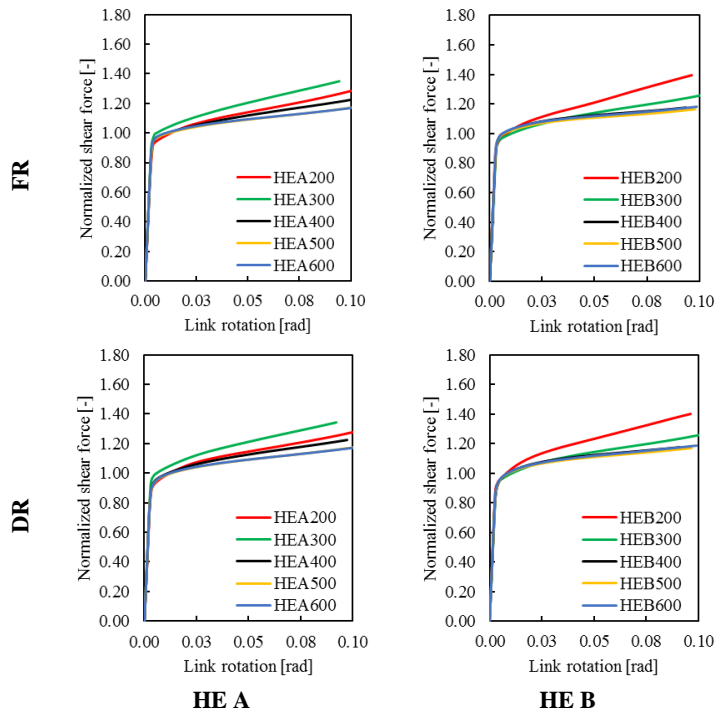 FR
Normalized shear force [-]
1.80
1.60
1.40
1.20
1.00
0.80
0.60
0.40
0.20
0.00
HEA200
HEA300
HEA400
HEA500
HEA600
0.00 0.03 0.05 0.08 0.10
Link rotation [rad]
Normalized shear force [-]
1.80
1.60
1.40
1.20
1.00
0.80
0.60
0.40
0.20
0.00
HEB200
HEB300
HEB400
HEB500
HEB600
0.00 0.03 0.05 0.08 0.10
Link rotation [rad]
DR
Normalized shear force [-]
1.80
1.60
1.40
1.20
1.00
0.80
0.60
0.40
0.20
0.00
HEA200
HEA300
HEA400
HEA500
HEA600
0.00 0.03 0.05 0.08 0.10
Link rotation [rad]
Normalized shear force [-]
1.80
1.60
1.40
1.20
1.00
0.80
0.60
0.40
0.20
0.00
HEB200
HEB300
HEB400
HEB500
HEB600
0.00 0.03 0.05 0.08 0.10
Link rotation [rad]
HE A
HE B